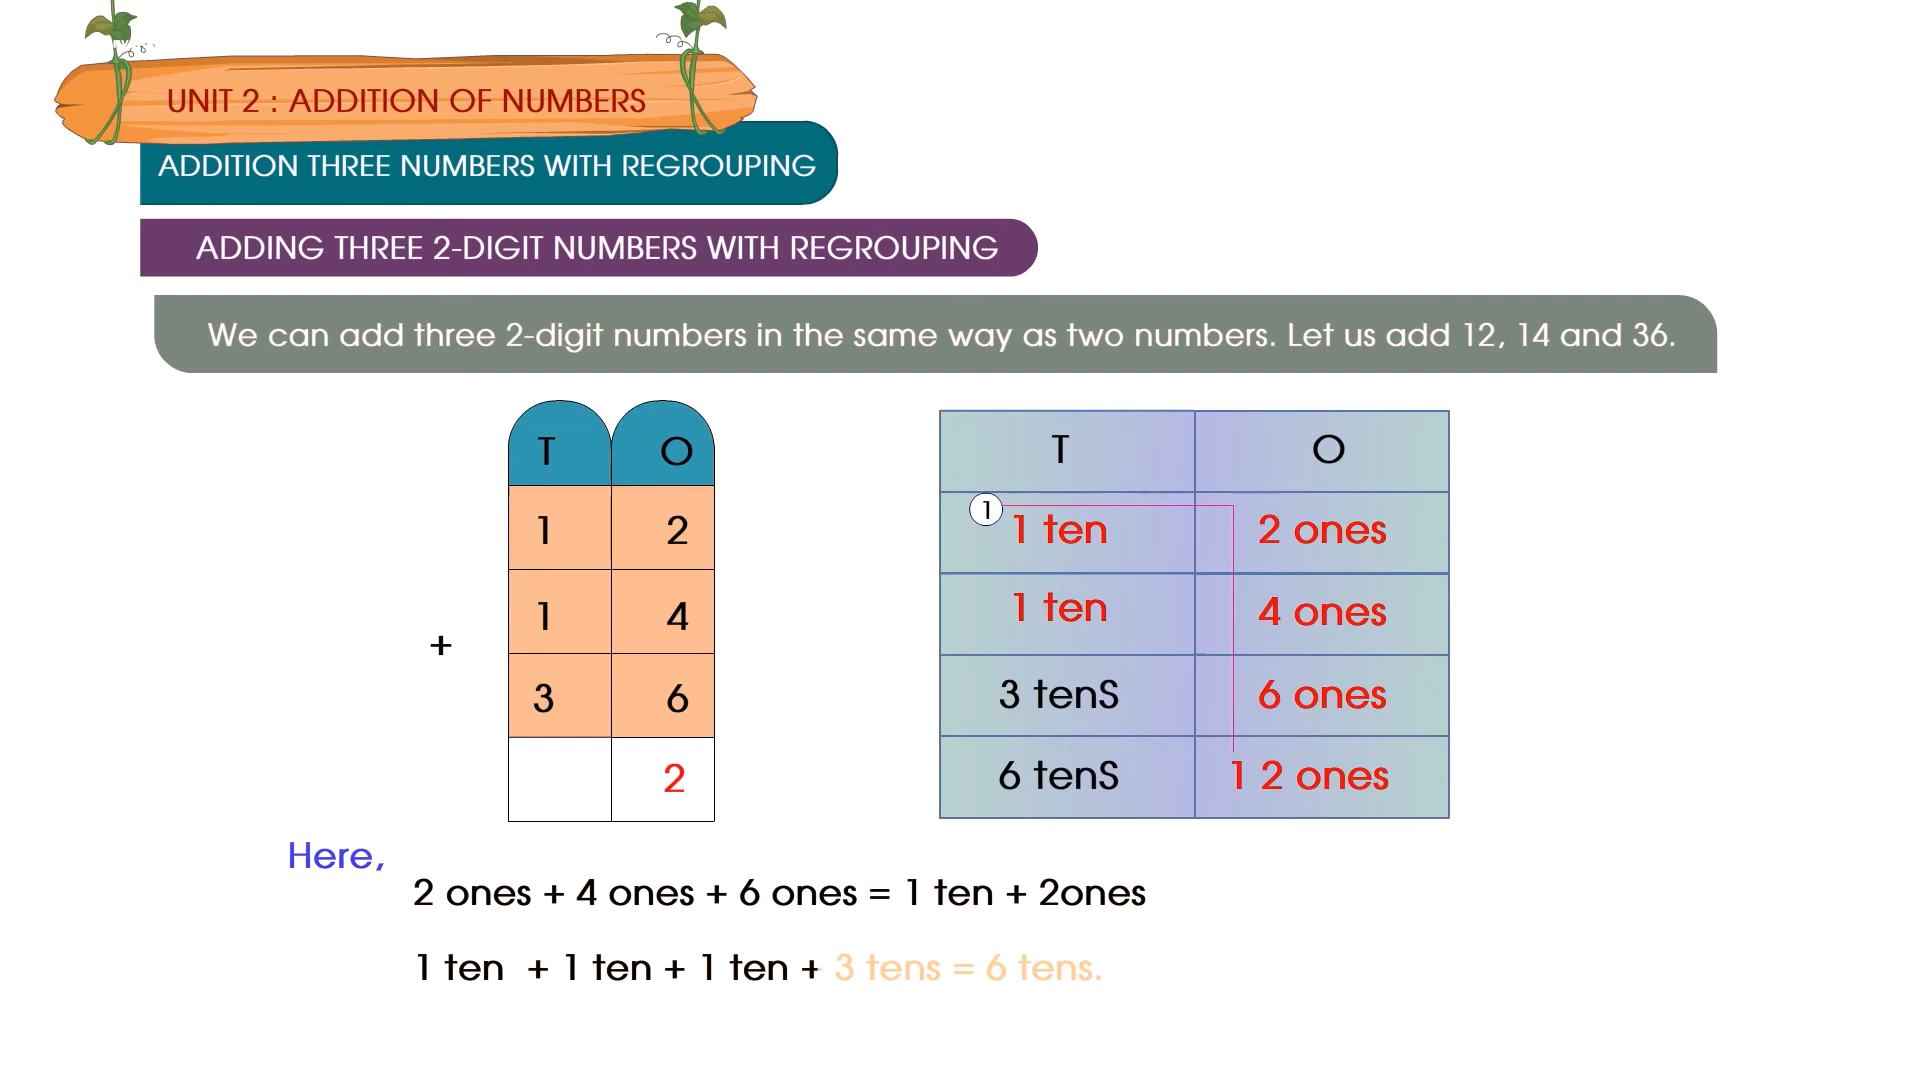 UNIT 2 : ADDITION OF NUMBERS
ADDITION THREE NUMBERS WITH REGROUPING
ADDING THREE 2-DIGIT NUMBERS WITH REGROUPING
We can add three 2-digit numbers in the same way as two numbers. Let us add 12, 14 and 36.
T O
1 2
1 4
+
3 6
2
T O
1
1 ten 2 ones
1 ten 4 ones
3 tenS 6 ones
6 tenS 1 2 ones
Here,
2 ones + 4 ones + 6 ones = 1 ten + 2ones
1 ten + 1 ten + 1 ten + 3 tens = 6 tens.